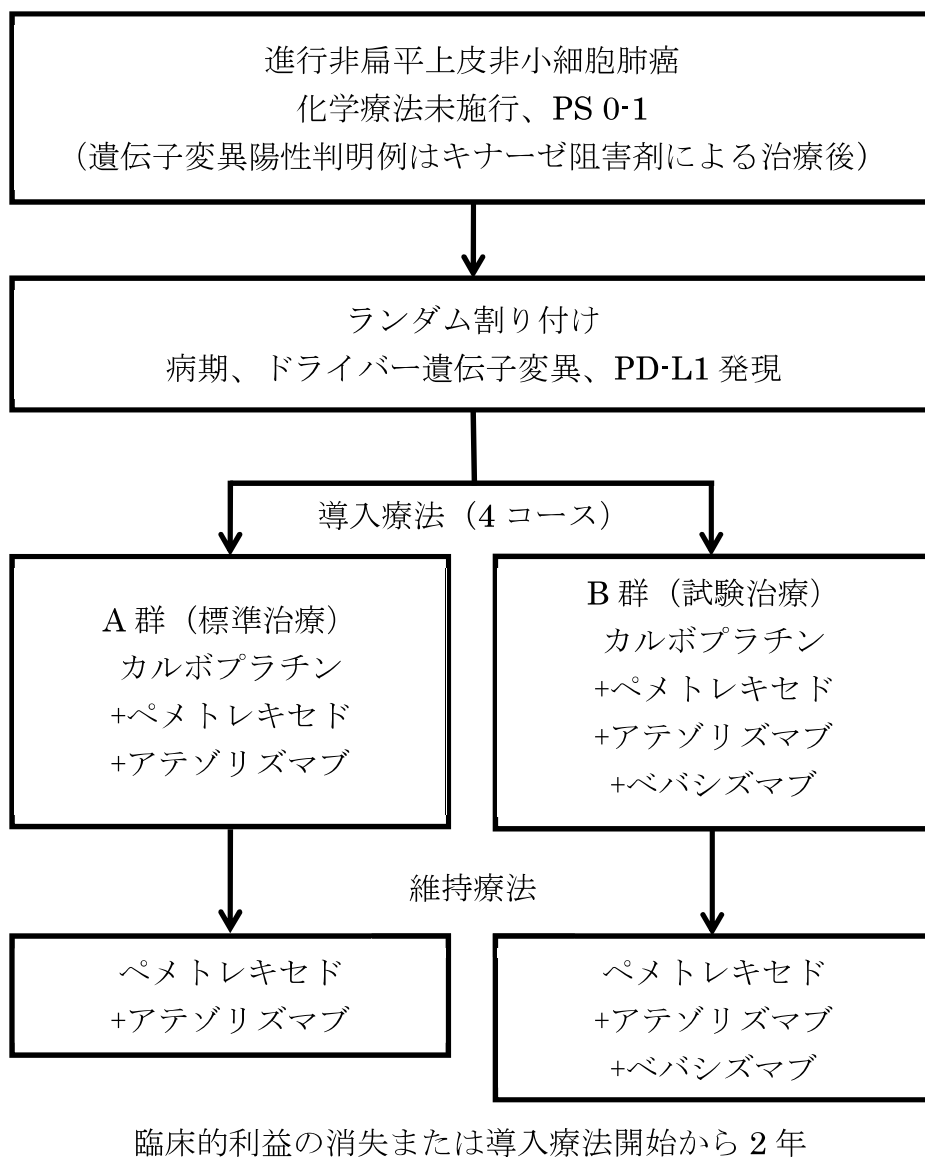 進行非扁平上皮非小細胞肺癌
化学療法未施行、PS 0-1
（遺伝子変異陽性判明例はキナーゼ阻害剤による治療後）
ランダム割り付け
病期、ドライバー遺伝子変異、PD-L1 発現
導入療法（4 コース）
A 群（標準治療）
カルボプラチン
+ペメトレキセド
+アテゾリズマブ
B 群（試験治療）
カルボプラチン
+ペメトレキセド
+アテゾリズマブ
+ベバシズマブ
維持療法
ペメトレキセド
+アテゾリズマブ
ペメトレキセド
+アテゾリズマブ
+ベバシズマブ
臨床的利益の消失または導入療法開始から 2 年